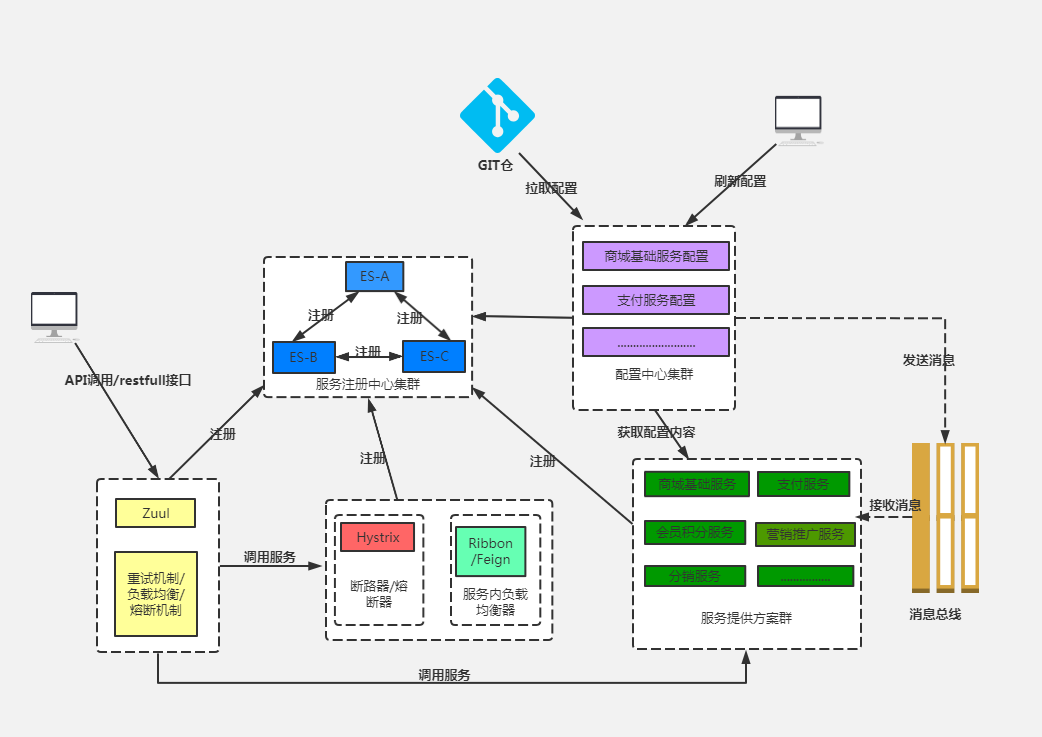 GIT仓
拉取配置
刷新配置
商城基础服务配置
支付服务配置
.........................
配置中心集群
ES-A
注册
注册
ES-B
注册
ES-C
服务注册中心集群
API调用/restfull接口
注册
注册
注册
获取配置内容
发送消息
接收消息
消息总线
Zuul
重试机制/
负载均衡/
熔断机制
调用服务
Hystrix
断路器/熔
断器
Ribbon
/Feign
服务内负载
均衡器
商城基础服务
支付服务
会员积分服务
营销推广服务
分销服务
................
服务提供方案群
调用服务